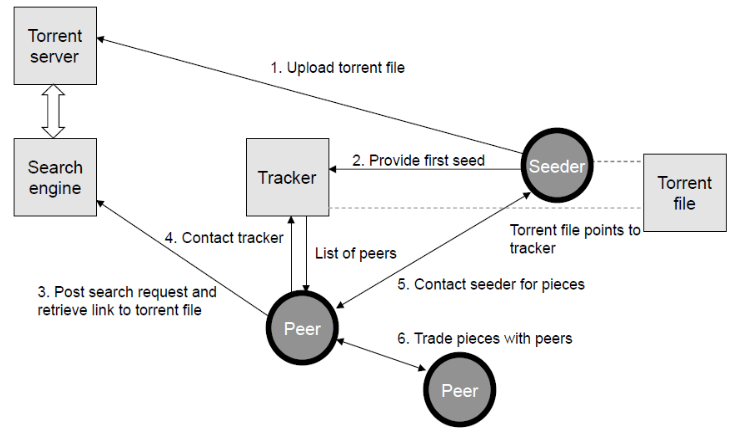 Torrent
server
1. Upload torrent file
Search
engine
Tracker
2. Provide first seed
Seeder
Torrent
file
4. Contact tracker
List of peers
Torrent file points to
tracker
3. Post search request and
retrieve link to torrent file
5. Contact seeder for pieces
Peer
6. Trade pieces with peers
Peer